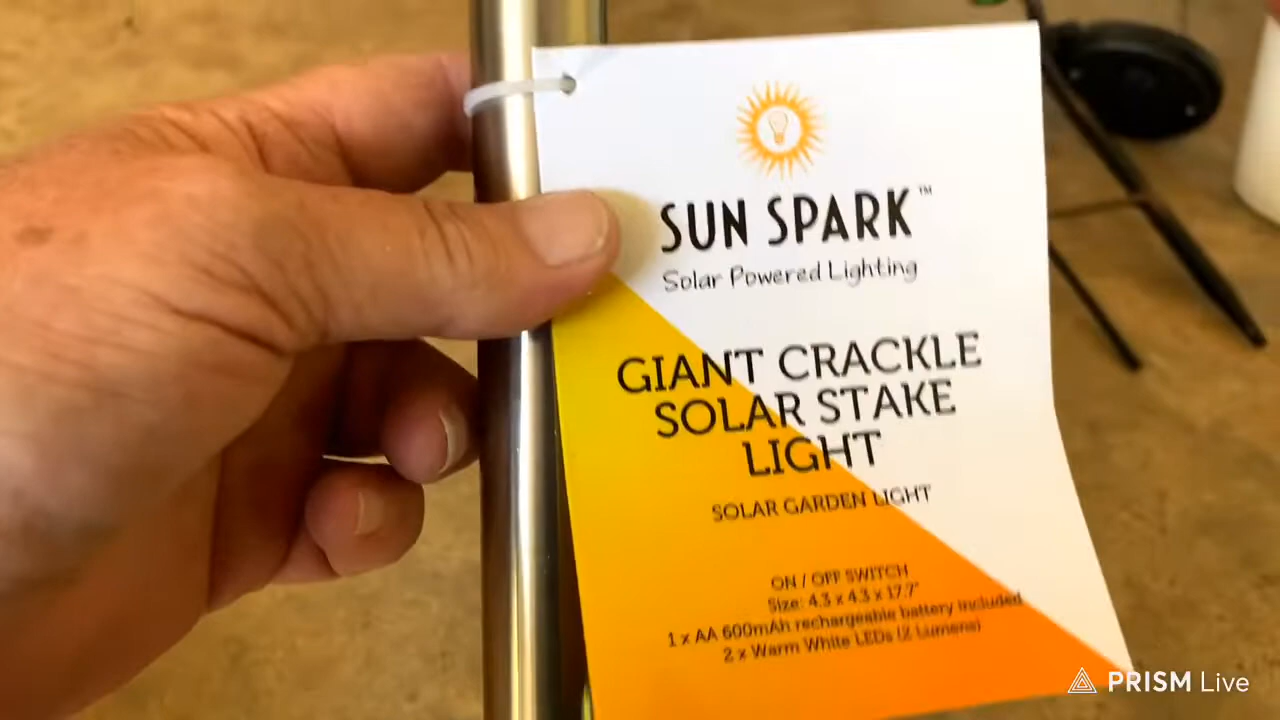 SUN SPARK™
Solar Powered Lighting
GIANT CRACKLE
SOLAR STAKE
LIGHT
SOLAR GARDEN LIGHT
ON / OFF SWITCH
Size: 4.3 x 4.3 x 17.7"
1 x AA 600mAh rechargeable battery included
2 x Warm White LEDs (2 Lumens)
PRISM Live